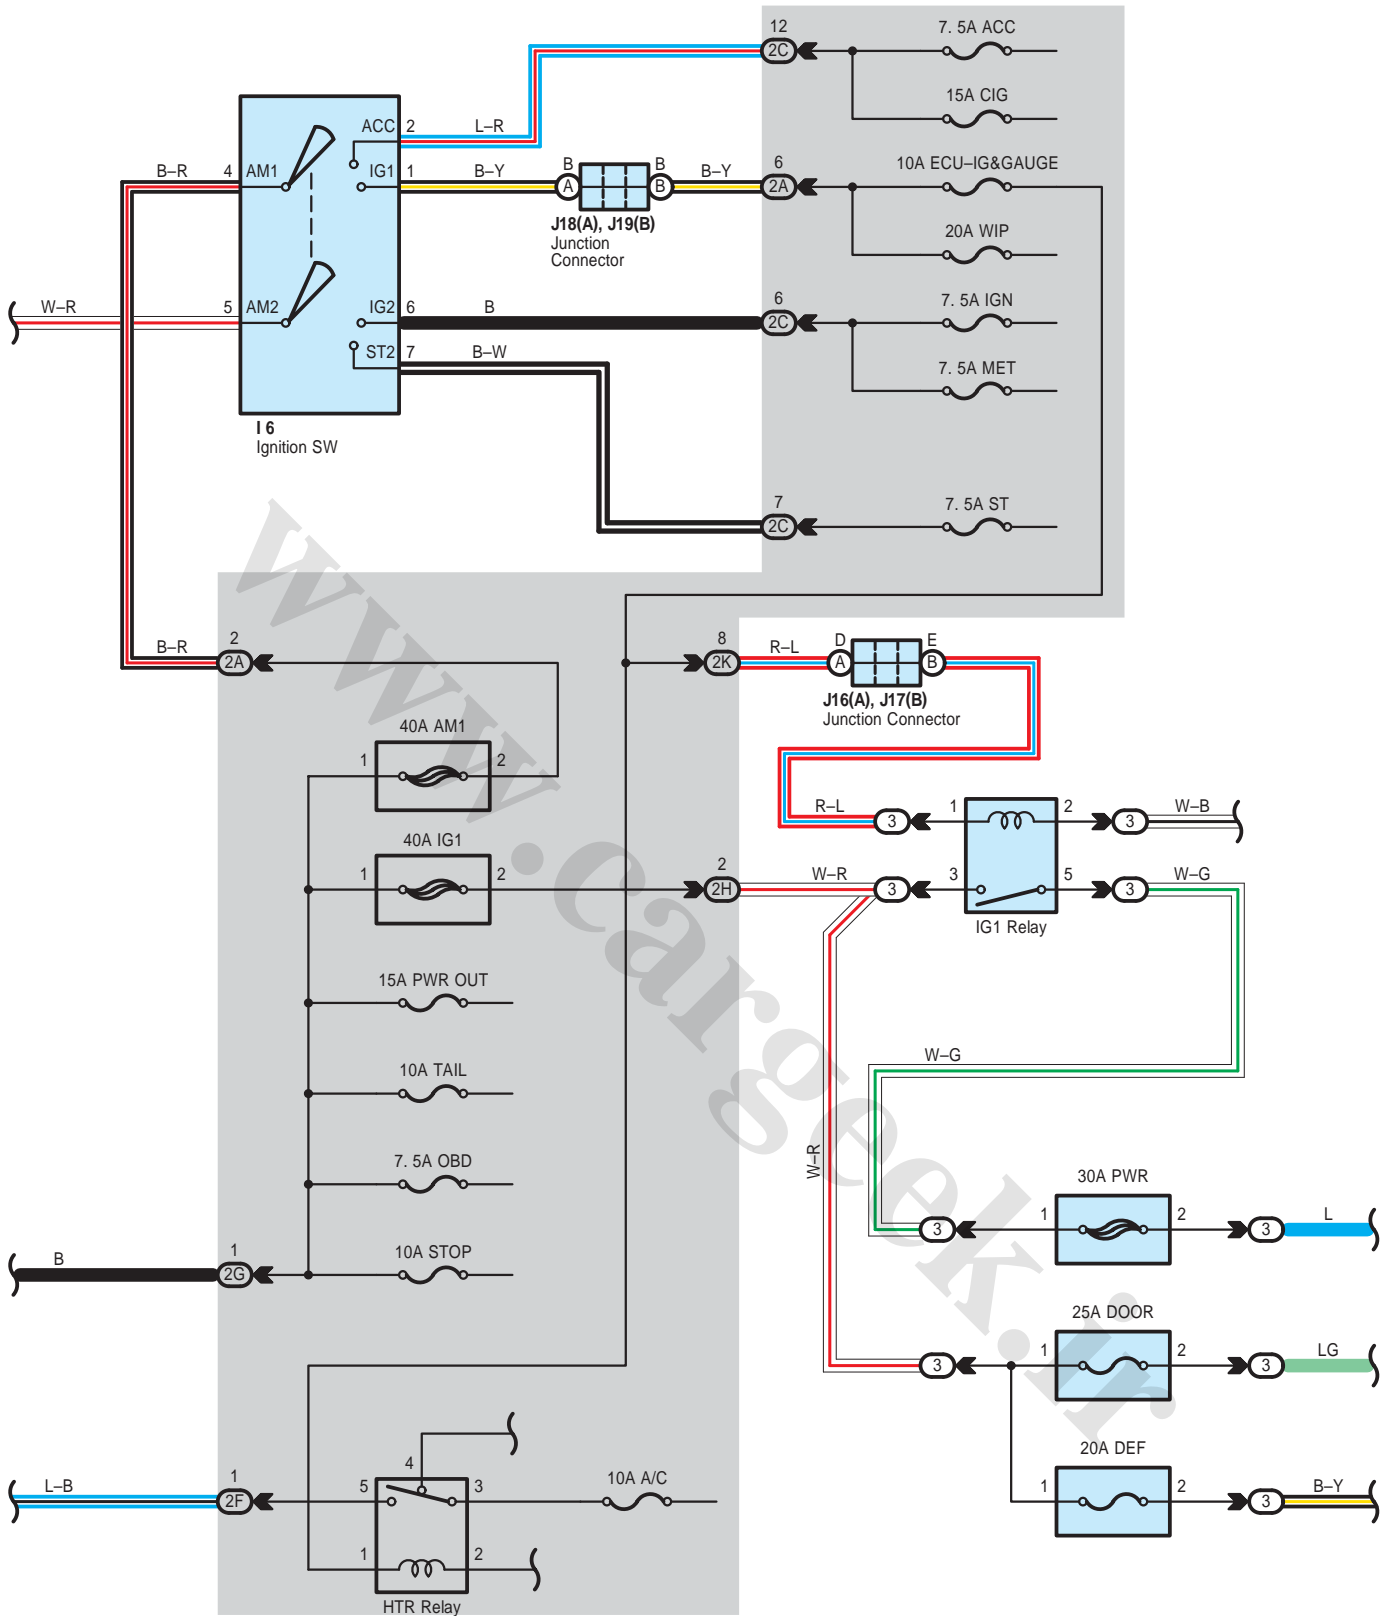 12
2C
7. 5A ACC
15A CIG
ACC 2 L–R
B–R 4 AM1
IG1 1 B–Y
B B
A B
B–Y
6
2A
10A ECU–IG&GAUGE
J18(A), J19(B)
Junction
Connector
20A WIP
W–R 5 AM2
IG2 6 B
6
2C
7. 5A IGN
ST2 7 B–W
7. 5A MET
I 6
Ignition SW
7
2C
7. 5A ST
B–R
2
2A
8
2K
R–L
D E
A B
J16(A), J17(B)
Junction Connector
40A AM1
1 2
R–L
3
1 2
3
W–B
40A IG1
1 2
2
2H
W–R
3
3 5
3
W–G
IG1 Relay
15A PWR OUT
W–G
10A TAIL
W–R
7. 5A OBD
30A PWR
3
1 2
3
L
B
1
2G
10A STOP
25A DOOR
3
1 2
3
LG
20A DEF
1 2
3
B–Y
L–B
1
2F
5 4 3
10A A/C
1 2
HTR Relay
www.cargeek.ir